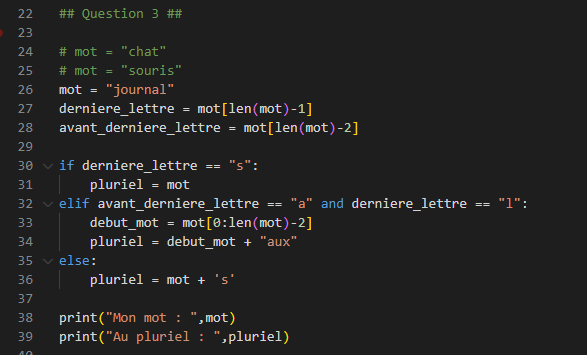 22 ## Question 3 ##
23
24 # mot = "chat"
25 # mot = "souris"
26 mot = "journal"
27 derniere_lettre = mot[len(mot)-1]
28 avant_derniere_lettre = mot[len(mot)-2]
29
30 if derniere_lettre == "s":
31     pluriel = mot
32 elif avant_derniere_lettre == "a" and derniere_lettre == "l":
33     debut_mot = mot[0:len(mot)-2]
34     pluriel = debut_mot + "aux"
35 else:
36     pluriel = mot + 's'
37
38 print("Mon mot : ",mot)
39 print("Au pluriel : ",pluriel)